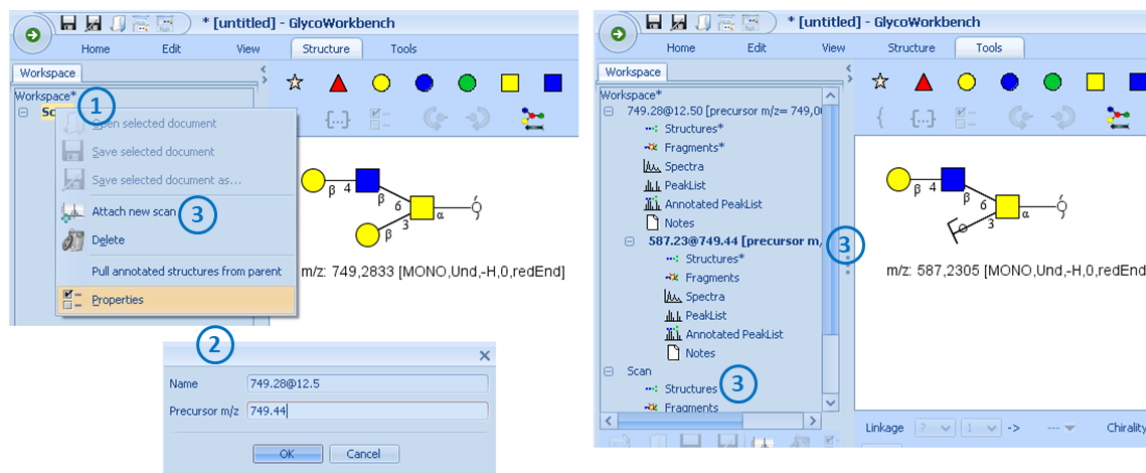 * [untitled] - GlycoWorkbench
Home Edit View Structure Tools
Workspace
Workspace*
1
Open selected document
Save selected document
Save selected document as...
Attach new scan
3
Delete
Pull annotated structures from parent
Properties
{...}
β 4 β 6 α
3 β
m/z: 749,2833 [MONO,Und,-H,0,redEnd]
2
Name 749.28@12.5
Precursor m/z 749.44
OK Cancel
* [untitled] - GlycoWorkbench
Home Edit View Structure Tools
Workspace
Workspace*
749.28@12.50 [precursor m/z= 749,0
Structures*
Fragments*
Spectra
PeakList
Annotated PeakList
Notes
587.23@749.44 [precursor m,
3
Structures*
Fragments
Spectra
PeakList
Annotated PeakList
Notes
Scan
3
Structures
Fragments
{ {...}
β 4 β 6 α
3
m/z: 587,2305 [MONO,Und,-H,0,redEnd
Linkage ? 1 -> --- Chirality